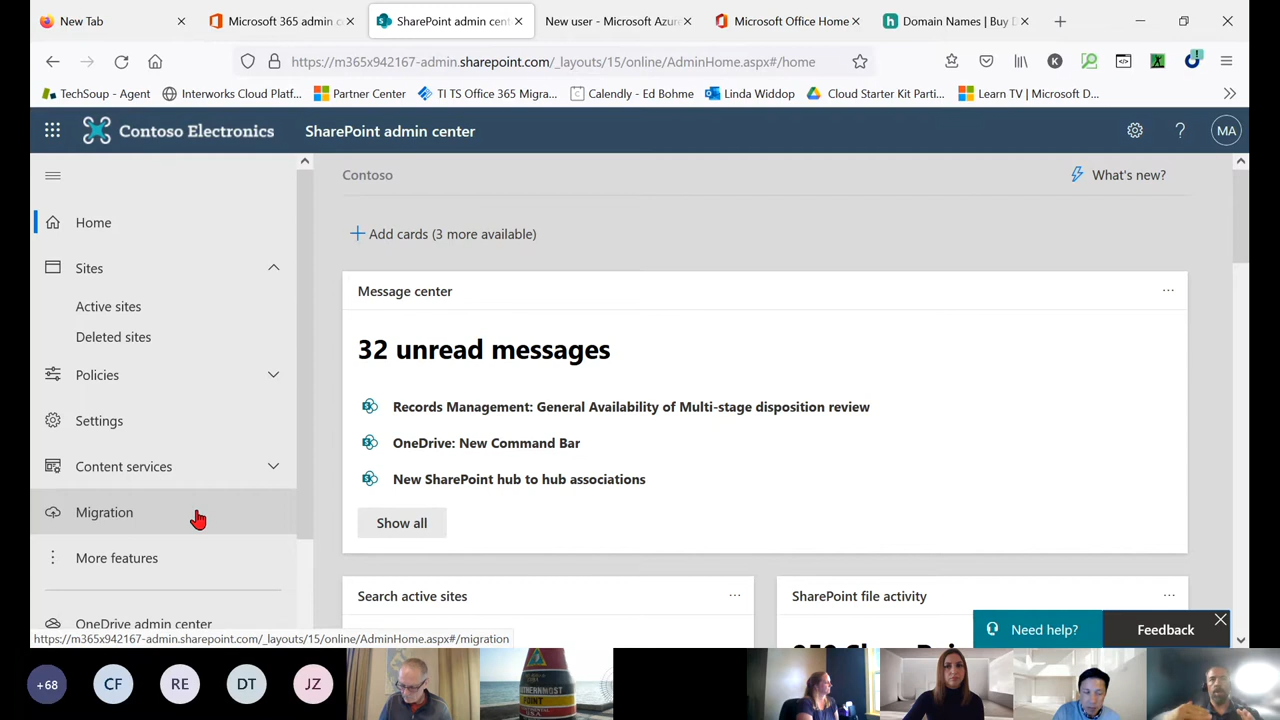 New Tab
Microsoft 365 admin c
SharePoint admin cent
New user - Microsoft Azure
Microsoft Office Home
Domain Names | Buy D
https://m365x942167-admin.sharepoint.com/_layouts/15/online/AdminHome.aspx#/home
K
TechSoup - Agent
Interworks Cloud Platf...
Partner Center
TI TS Office 365 Migra...
Calendly - Ed Bohme
Linda Widdop
Cloud Starter Kit Parti...
Learn TV | Microsoft D...
Contoso Electronics
SharePoint admin center
MA
Contoso
What's new?
Home
Add cards (3 more available)
Sites
Active sites
Deleted sites
Policies
Settings
Content services
Migration
More features
OneDrive admin center
Message center
32 unread messages
Records Management: General Availability of Multi-stage disposition review
OneDrive: New Command Bar
New SharePoint hub to hub associations
Show all
Search active sites
SharePoint file activity
Need help?
Feedback
https://m365x942167-admin.sharepoint.com/_layouts/15/online/AdminHome.aspx#/migration
+68
CF
RE
DT
JZ